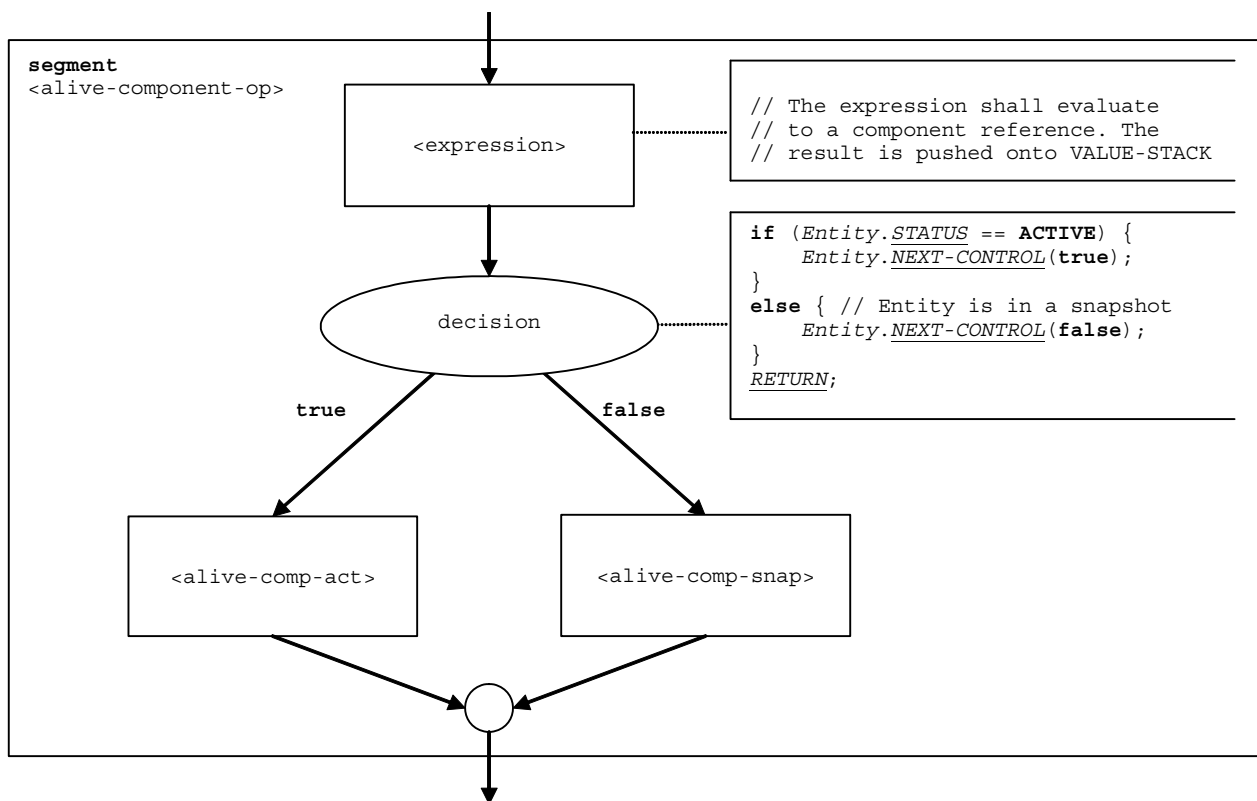 segment
<alive-component-op>
<expression>
// The expression shall evaluate
// to a component reference. The
// result is pushed onto VALUE-STACK
decision
if (Entity.STATUS == ACTIVE) {
    Entity.NEXT-CONTROL(true);
}
else { // Entity is in a snapshot
    Entity.NEXT-CONTROL(false);
}
RETURN;
true
false
<alive-comp-act>
<alive-comp-snap>